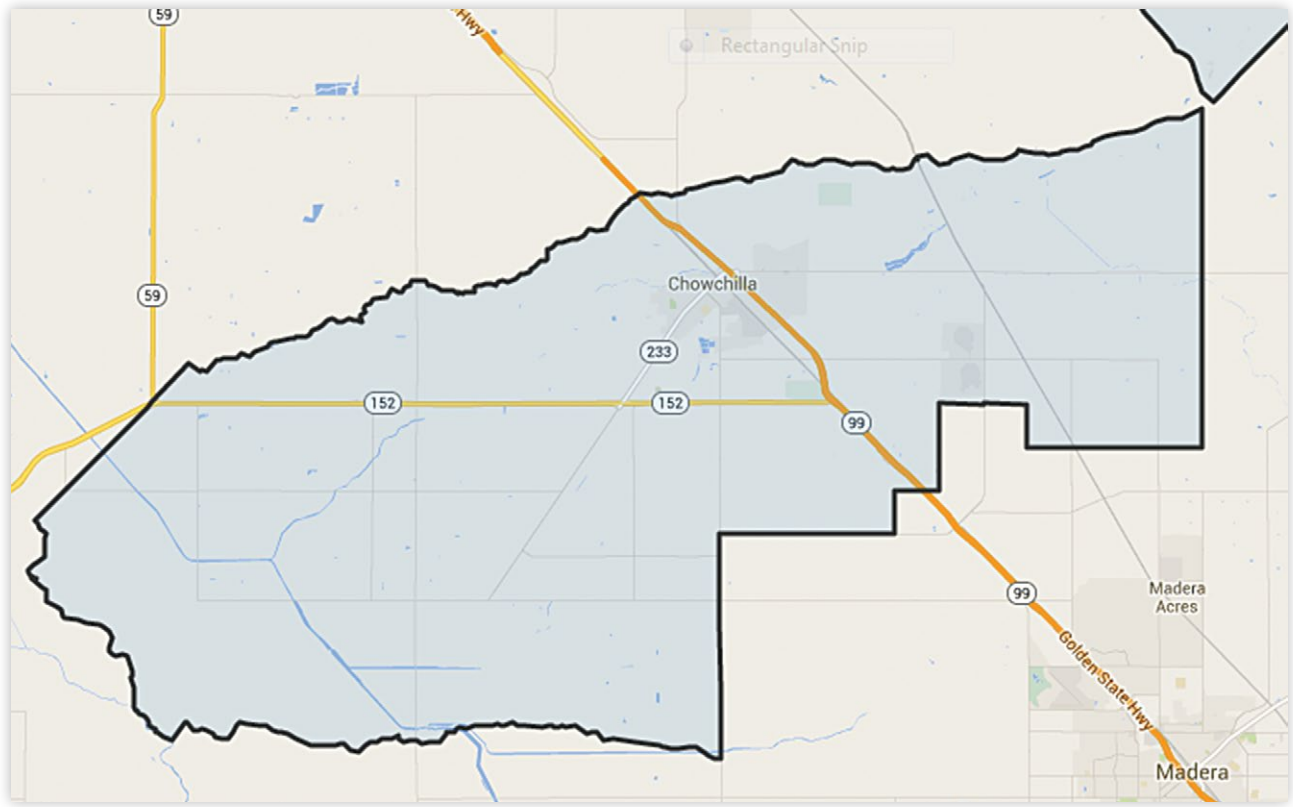 59
Hwy
Rectangular Snip
59
Chowchilla
233
152
152
99
99
Madera
Acres
Golden State Hwy
Madera